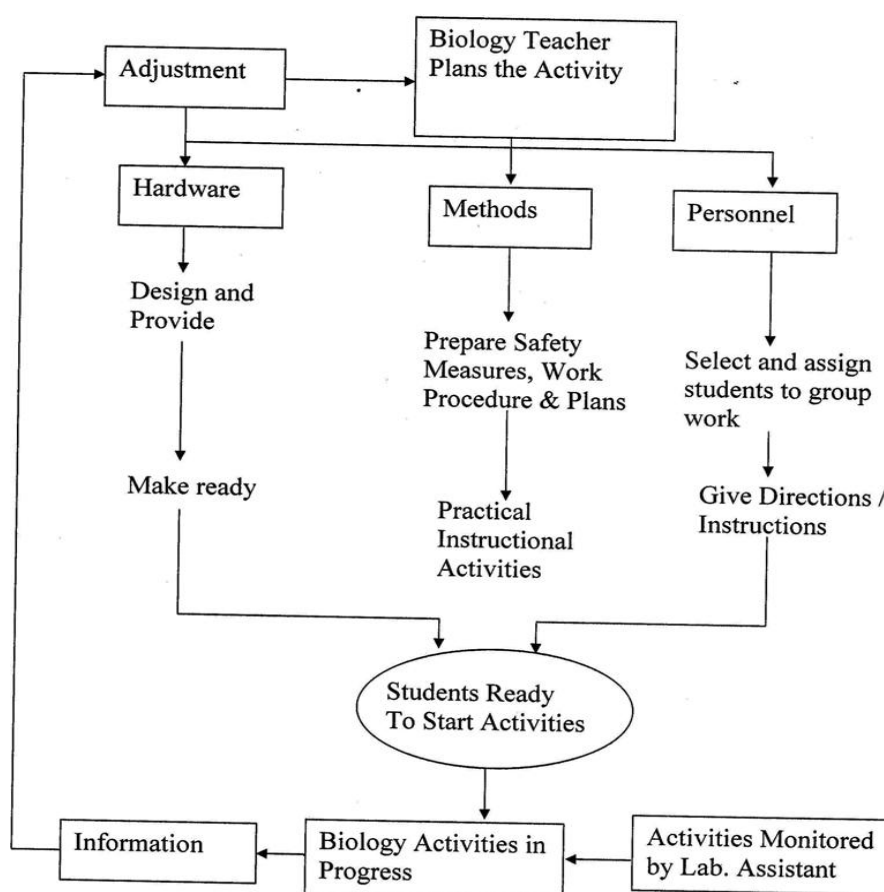 Adjustment
Biology Teacher
Plans the Activity
Hardware
Methods
Personnel
Design and
Provide
Prepare Safety
Measures, Work
Procedure & Plans
Select and assign
students to group
work
Make ready
Practical
Instructional
Activities
Give Directions /
Instructions
Students Ready
To Start Activities
Information
Biology Activities in
Progress
Activities Monitored
by Lab. Assistant